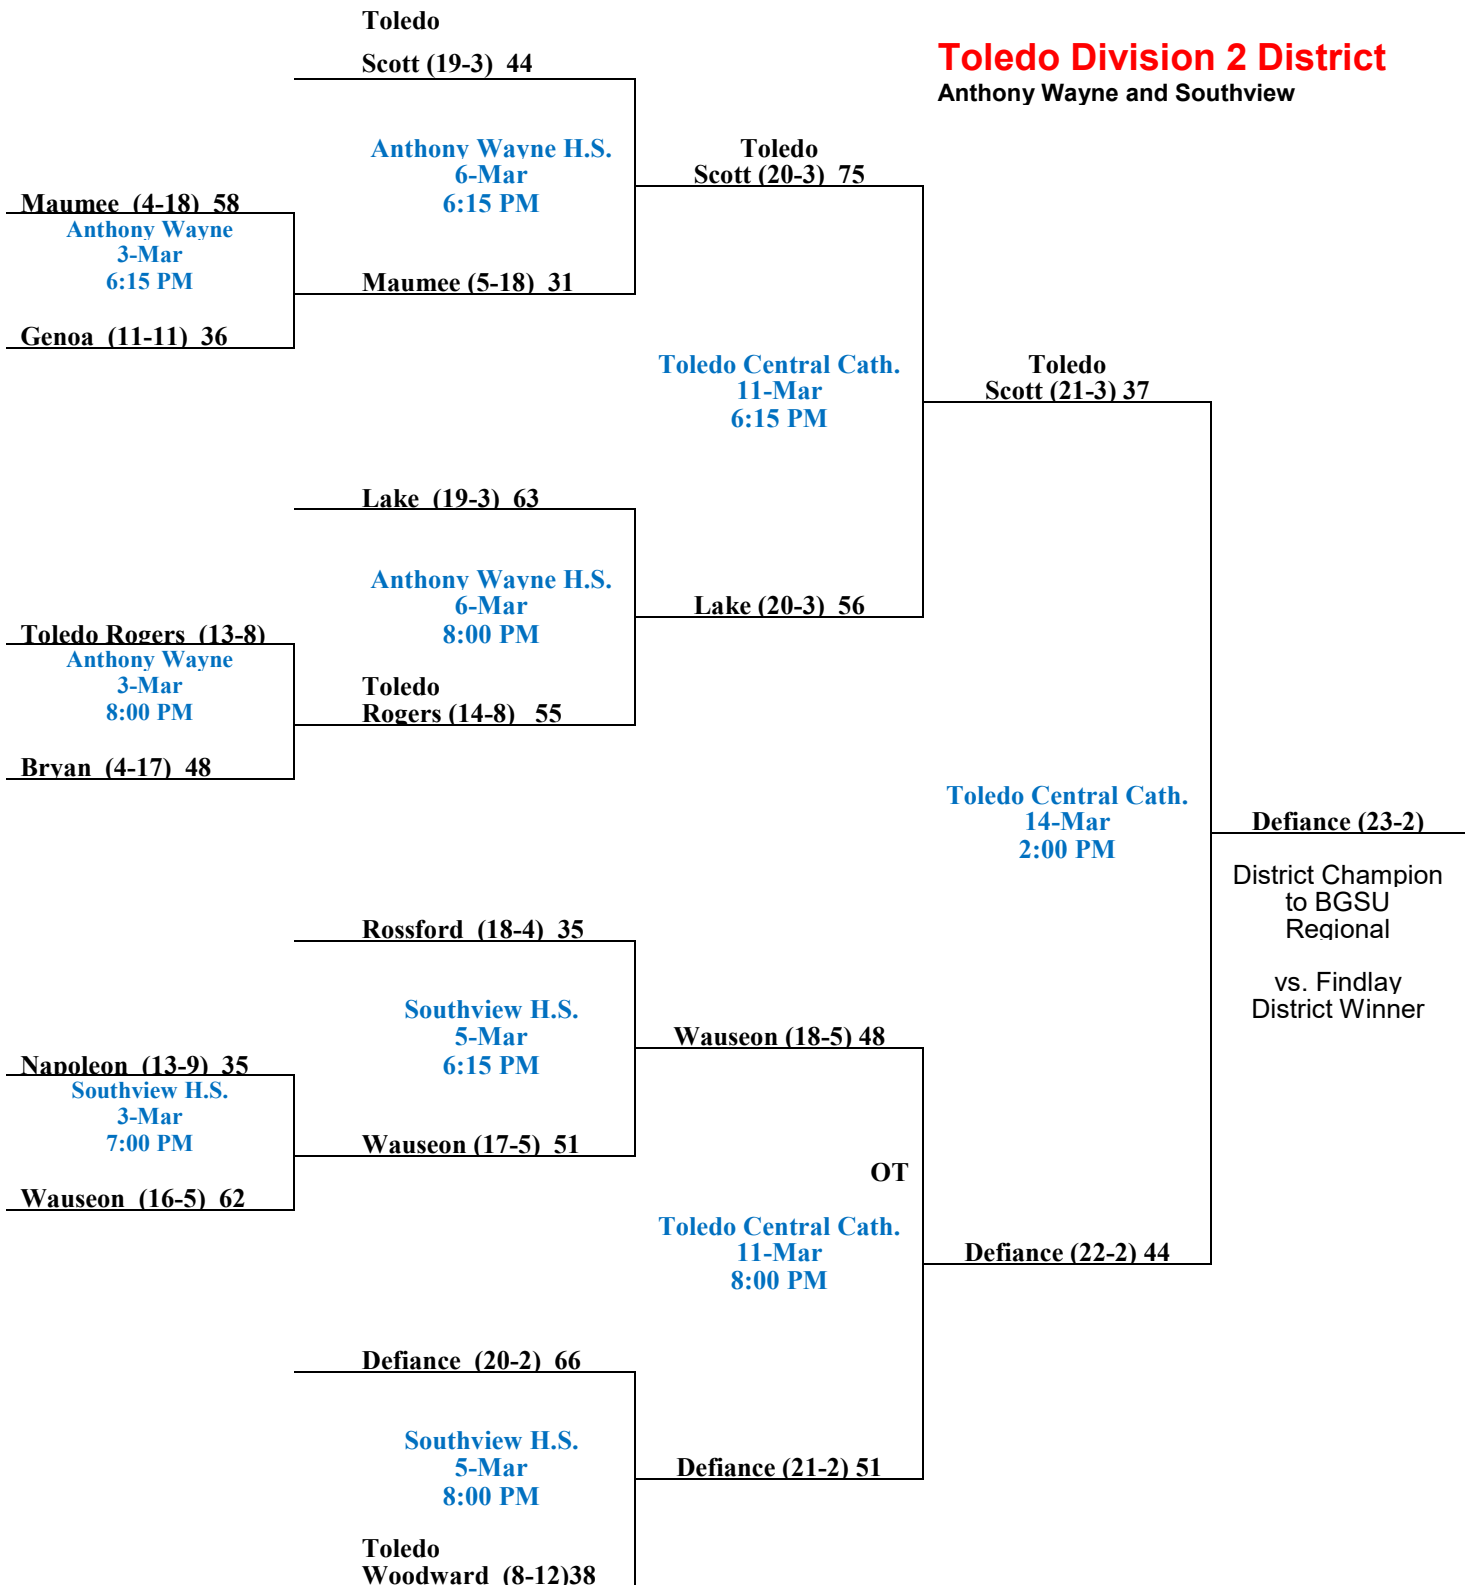 Toledo
Scott (19-3)  44
Toledo Division 2 District
Anthony Wayne and Southview
Anthony Wayne H.S.
6-Mar
6:15 PM
Toledo
Scott (20-3)  75
Maumee  (4-18)  58
Anthony Wayne
3-Mar
6:15 PM
Maumee (5-18)  31
Genoa  (11-11)  36
Toledo Central Cath.
11-Mar
6:15 PM
Toledo
Scott (21-3) 37
Lake  (19-3)  63
Anthony Wayne H.S.
6-Mar
8:00 PM
Lake (20-3)  56
Toledo Rogers  (13-8)
Anthony Wayne
3-Mar
8:00 PM
Toledo
Rogers (14-8)   55
Bryan  (4-17)  48
Toledo Central Cath.
14-Mar
2:00 PM
Defiance (23-2)
District Champion
to BGSU
Regional
vs. Findlay
District Winner
Rossford  (18-4)  35
Southview H.S.
5-Mar
6:15 PM
Wauseon (18-5) 48
Napoleon  (13-9)  35
Southview H.S.
3-Mar
7:00 PM
Wauseon (17-5)  51
Wauseon  (16-5)  62
OT
Toledo Central Cath.
11-Mar
8:00 PM
Defiance (22-2) 44
Defiance  (20-2)  66
Southview H.S.
5-Mar
8:00 PM
Defiance (21-2) 51
Toledo
Woodward  (8-12)38